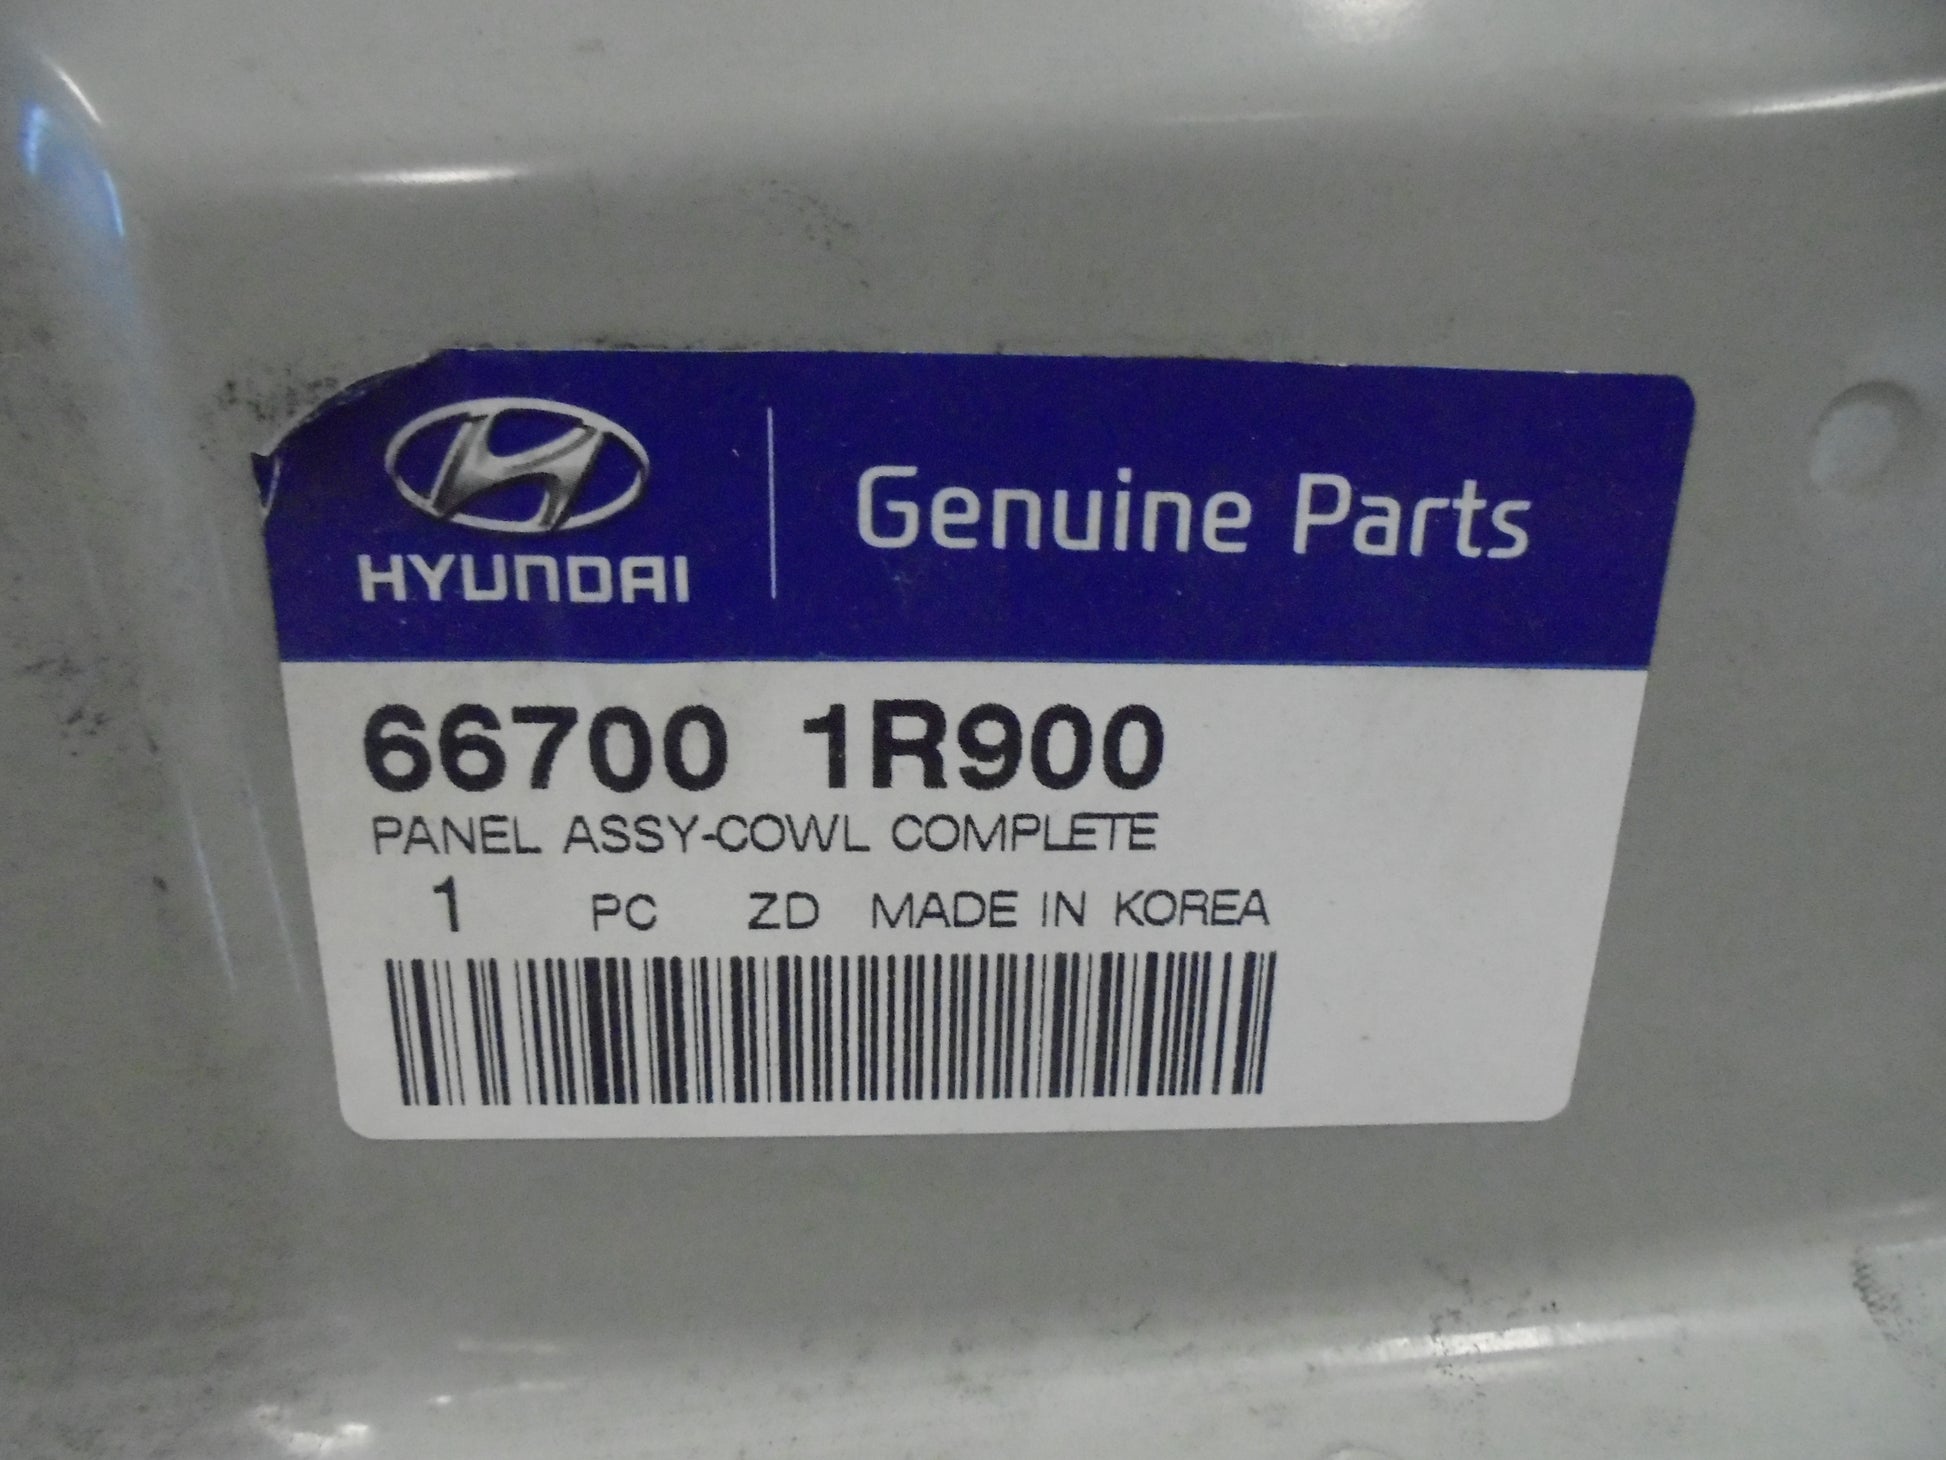 HYUNDAI
Genuine Parts
66700 1R900
PANEL ASSY-COWL COMPLETE
1 PC ZD MADE IN KOREA